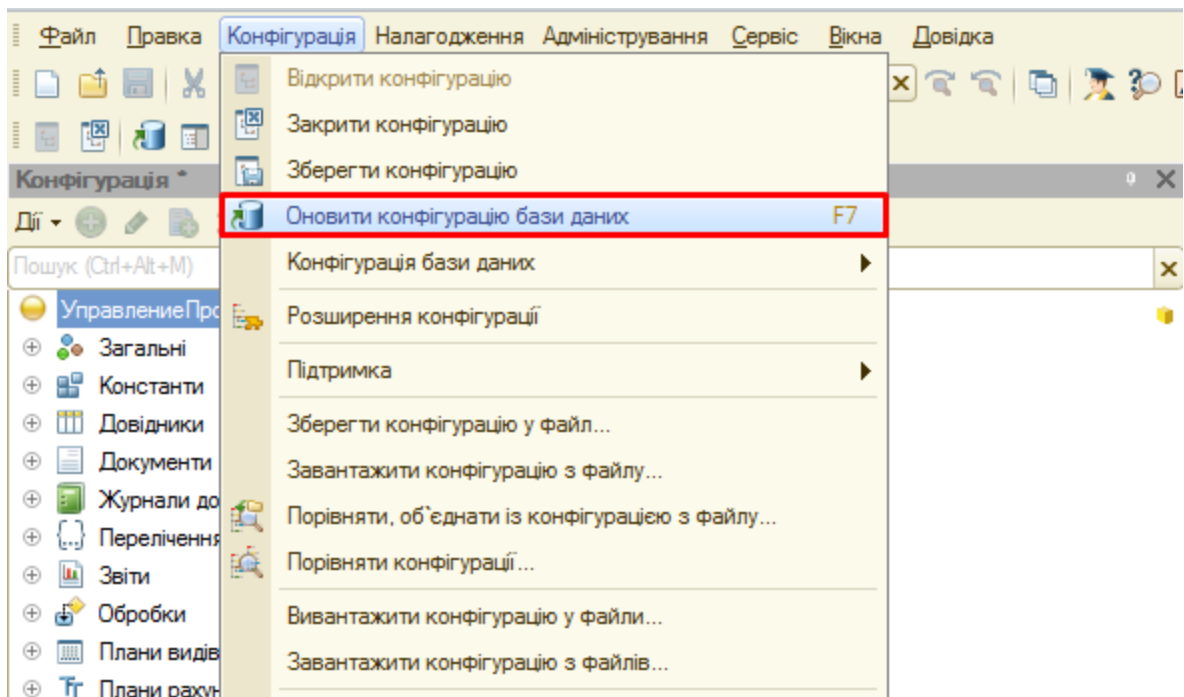 Файл Правка Конфігурація Налагодження Адміністрування Сервіс Вікна Довідка
Відкрити конфігурацію
Закрити конфігурацію
Зберегти конфігурацію
Конфігурація *
Оновити конфігурацію бази даних F7
Дії
Конфігурація бази даних
Пошук (Ctrl+Alt+M)
УправлениеПро
Розширення конфігурації
Загальні
Підтримка
Константи
Зберегти конфігурацію у файл...
Довідники
Завантажити конфігурацію з файлу...
Документи
Журнали до
Порівняти, об`єднати із конфігурацією з файлу...
Перелічення
Порівняти конфігурації...
Звіти
Обробки
Вивантажити конфігурацію у файли...
Плани видів
Завантажити конфігурацію з файлів...
Плани рахун